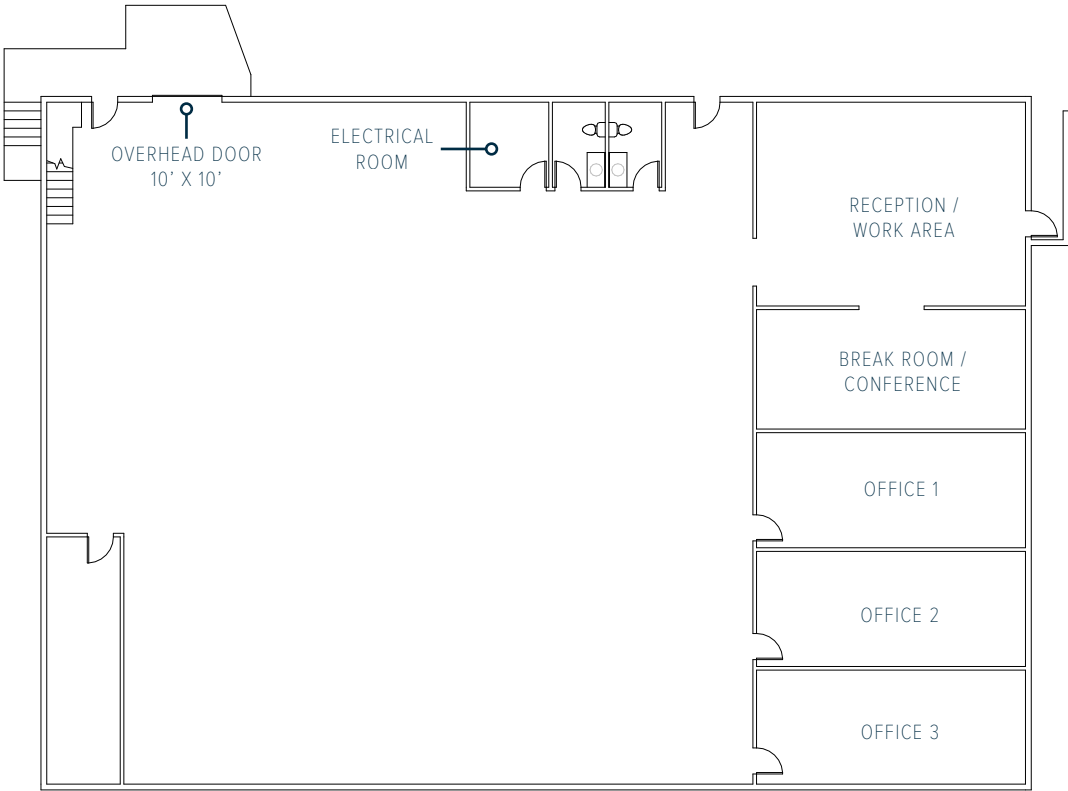 OVERHEAD DOOR
10' X 10'
ELECTRICAL
ROOM
RECEPTION /
WORK AREA
BREAK ROOM /
CONFERENCE
OFFICE 1
OFFICE 2
OFFICE 3